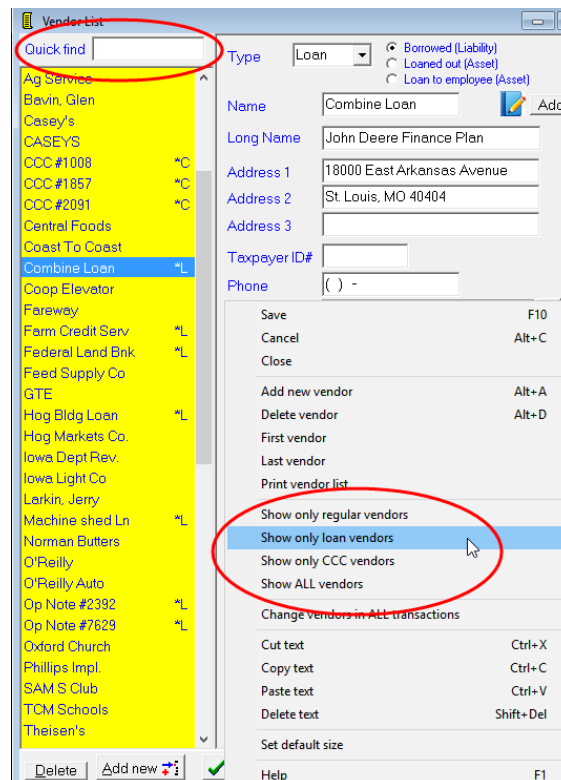 Vendor List
Quick find
Ag Service
Bavin, Glen
Casey's
CASEY'S
CCC #1008 *C
CCC #1857 *C
CCC #2091 *C
Central Foods
Coast To Coast
Combine Loan *L
Coop Elevator
Fareway
Farm Credit Serv *L
Federal Land Bnk *L
Feed Supply Co
GTE
Hog Bldg Loan *L
Hog Markets Co.
Iowa Dept Rev.
Iowa Light Co
Larkin, Jerry
Machine shed Ln *L
Norman Butters
O'Reilly
O'Reilly Auto
Op Note #2392 *L
Op Note #7629 *L
Oxford Church
Phillips Impl.
SAM S Club
TCM Schools
Theisen's
Delete Add new
Type Loan
Borrowed (Liability)
Loaned out (Asset)
Loan to employee (Asset)
Name Combine Loan
Long Name John Deere Finance Plan
Address 1 18000 East Arkansas Avenue
Address 2 St. Louis, MO 40404
Address 3
Taxpayer ID#
Phone ( ) -
Save F10
Cancel Alt+C
Close
Add new vendor Alt+A
Delete vendor Alt+D
First vendor
Last vendor
Print vendor list
Show only regular vendors
Show only loan vendors
Show only CCC vendors
Show ALL vendors
Change vendors in ALL transactions
Cut text Ctrl+X
Copy text Ctrl+C
Paste text Ctrl+V
Delete text Shift+Del
Set default size
Help F1